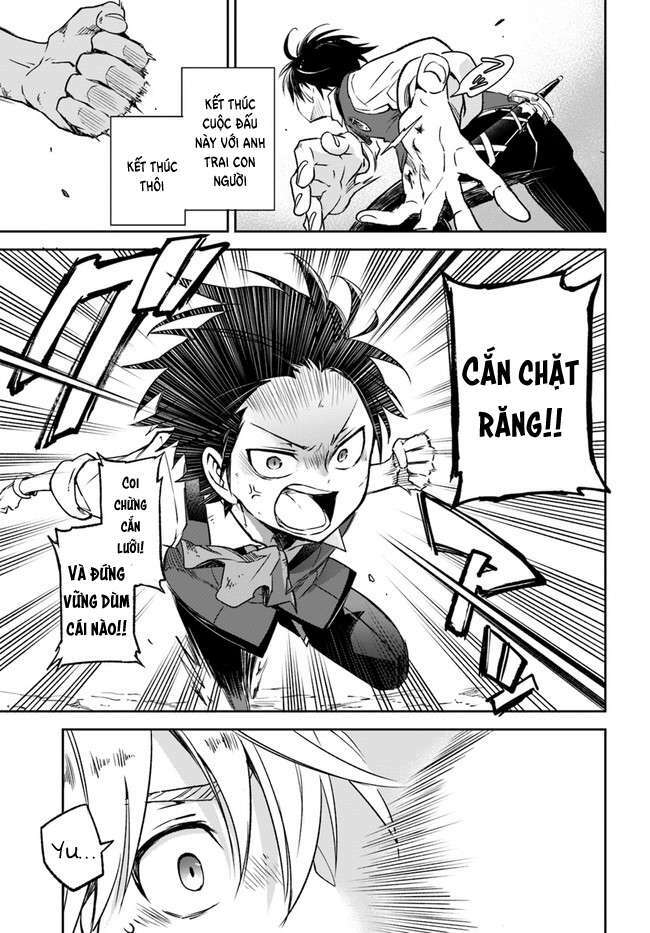 KẾT THÚC
CUỘC ĐẤU
NÀY VỚI ANH
TRAI CON
NGƯỜI
KẾT THÚC
THÔI
CẮN CHẶT
RĂNG!!
COI
CHỪNG CẮN
LƯỠI!
VÀ ĐỨNG
VỮNG DÙM
CÁI NÀO!!
YU...